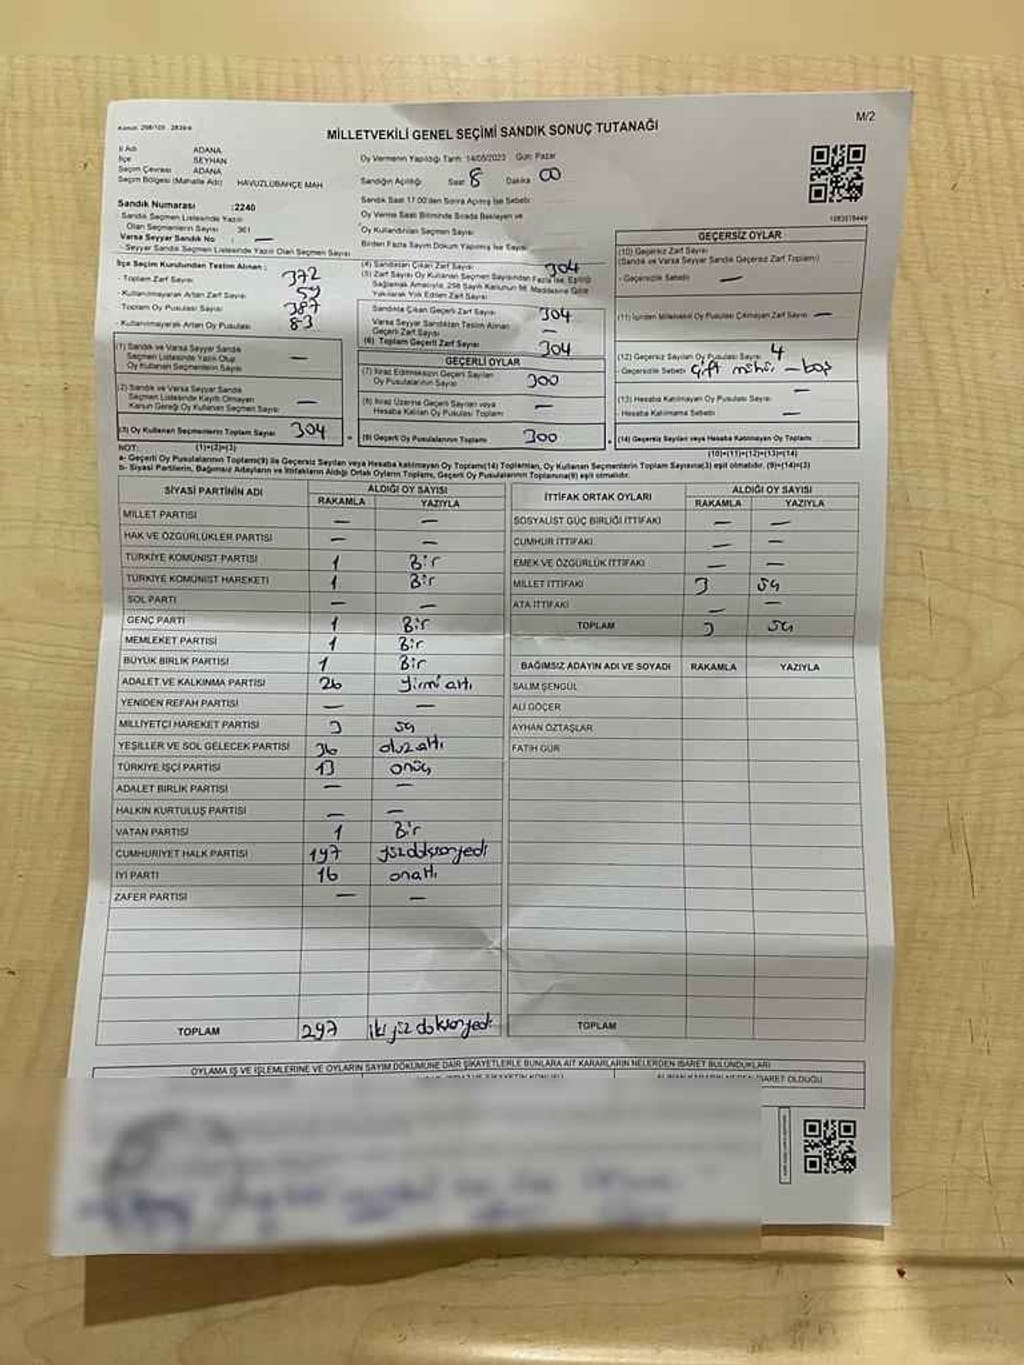 M/2
Kanun: 298/105 , 2839/
MİLLETVEKİLİ GENEL SEÇİMİ SANDIK SONUÇ TUTANAĞI
İl Adı ADANA
İlçe SEYHAN
Seçim Çevresi ADANA
Seçim Bölgesi (Mahalle Adı) HAVUZLUBAHÇE MAH
Sandık Numarası :2240
- Sandık Seçmen Listesinde Yazılı
Olan Seçmenlerin Sayısı 361
Varsa Seyyar Sandık No : —
- Seyyar Sandık Seçmen Listesinde Yazılı Olan Seçmen Sayısı
Oy Vermenin Yapıldığı Tarih: 14/05/2023 Gün: Pazar
Sandığın Açılışı Saat 8 Dakika 00
Sandık Saat 17:00'den Sonra Açılmış İse Sebebi
Oy Verme Saati Bitiminde Sırada Bekleyen ve
Oy Kullandırılan Seçmen Sayısı
Birden Fazla Sayım Döküm Yapılmış İse Sayısı
İlçe Seçim Kurulundan Teslim Alınan :
- Toplam Zarf Sayısı 372
- Kullanılmayarak Artan Zarf Sayısı 59
- Toplam Oy Pusulası Sayısı 387
- Kullanılmayarak Artan Oy Pusulası 83
(1) Sandık ve Varsa Seyyar Sandık
Seçmen Listesinde Yazılı Olup
Oy Kullanan Seçmenlerin Sayısı —
(2) Sandık ve Varsa Seyyar Sandık
Seçmen Listesinde Kayıtlı Olmayan
Kanun Gereği Oy Kullanan Seçmen Sayısı —
(3) Oy Kullanan Seçmenlerin Toplam Sayısı 304
(1)+(2)=(3)
(4) Sandıktan Çıkan Zarf Sayısı 304
(5) Zarf Sayısı Oy Kullanan Seçmen Sayısından Fazla İse, Eşitliği
Sağlamak Amacıyla, 298 Sayılı Kanunun 98. Maddesine Göre
Yakılarak Yok Edilen Zarf Sayısı
Sandıkta Çıkan Geçerli Zarf Sayısı 304
Varsa Seyyar Sandıktan Teslim Alınan
Geçerli Zarf Sayısı —
(6) Toplam Geçerli Zarf Sayısı 304
GEÇERLİ OYLAR
(7) İtiraz Edilmeksizin Geçerli Sayılan
Oy Pusulalarının Sayısı 300
(8) İtiraz Üzerine Geçerli Sayılan veya
Hesaba Katılan Oy Pusulası Toplamı —
(9) Geçerli Oy Pusulalarının Toplamı 300
GEÇERSİZ OYLAR
(10) Geçersiz Zarf Sayısı
(Sandık ve Varsa Seyyar Sandık Geçersiz Zarf Toplamı)
- Geçersizlik Sebebi —
(11) İçinden Milletvekili Oy Pusulası Çıkmayan Zarf Sayısı —
(12) Geçersiz Sayılan Oy Pusulası Sayısı 4
- Geçersizlik Sebebi Çift mühür — boş
(13) Hesaba Katılmayan Oy Pusulası Sayısı —
- Hesaba Katılmama Sebebi —
(14) Geçersiz Sayılan veya Hesaba Katılmayan Oy Toplamı
(10)+(11)+(12)+(13)=(14)
NOT:
a- Geçerli Oy Pusulalarının Toplamı(9) ile Geçersiz Sayılan veya Hesaba katılmayan Oy Toplamı(14) Toplamları, Oy Kullanan Seçmenlerin Toplam Sayısına(3) eşit olmalıdır. (9)+(14)=(3)
b- Siyasi Partilerin, Bağımsız Adayların ve İttifakların Aldığı Ortak Oyların Toplamı, Geçerli Oy Pusulalarının Toplamına(9) eşit olmalıdır.
SİYASİ PARTİNİN ADI ALDIĞI OY SAYISI
RAKAMLA YAZIYLA
MİLLET PARTİSİ — —
HAK VE ÖZGÜRLÜKLER PARTİSİ — —
TÜRKİYE KOMÜNİST PARTİSİ 1 Bir
TÜRKİYE KOMÜNİST HAREKETİ 1 Bir
SOL PARTİ — —
GENÇ PARTİ 1 Bir
MEMLEKET PARTİSİ 1 Bir
BÜYÜK BİRLİK PARTİSİ 1 Bir
ADALET VE KALKINMA PARTİSİ 26 yirmi altı
YENİDEN REFAH PARTİSİ — —
MİLLİYETÇİ HAREKET PARTİSİ 3 üç
YEŞİLLER VE SOL GELECEK PARTİSİ 36 otuz altı
TÜRKİYE İŞÇİ PARTİSİ 13 onüç
ADALET BİRLİK PARTİSİ — —
HALKIN KURTULUŞ PARTİSİ — —
VATAN PARTİSİ 1 Bir
CUMHURİYET HALK PARTİSİ 197 yüzdoksanyedi
İYİ PARTİ 16 onaltı
ZAFER PARTİSİ — —
TOPLAM 297 iki yüz doksanyedi
İTTİFAK ORTAK OYLARI ALDIĞI OY SAYISI
RAKAMLA YAZIYLA
SOSYALİST GÜÇ BİRLİĞİ İTTİFAKI — —
CUMHUR İTTİFAKI — —
EMEK VE ÖZGÜRLÜK İTTİFAKI — —
MİLLET İTTİFAKI 3 üç
ATA İTTİFAKI — —
TOPLAM 3 üç
BAĞIMSIZ ADAYIN ADI VE SOYADI RAKAMLA YAZIYLA
SALİM ŞENGÜL
ALİ GÖÇER
AYHAN ÖZTAŞLAR
FATİH GÜR
TOPLAM
OYLAMA İŞ VE İŞLEMLERİNE VE OYLARIN SAYIM DÖKÜMÜNE DAİR ŞİKAYETLERLE BUNLARA AİT KARARLARIN NELERDEN İBARET BULUNDUKLARI